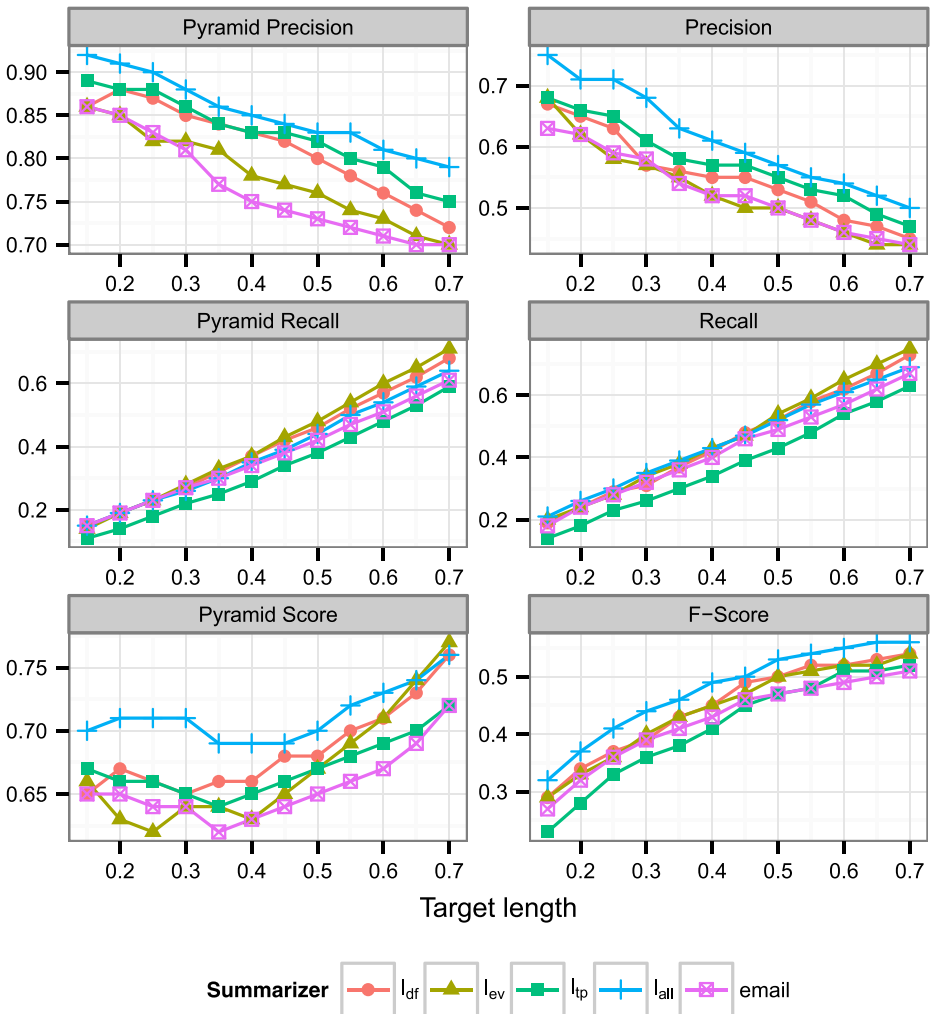 Pyramid Precision Precision
0.90
0.85
0.80
0.75
0.70
0.7
0.6
0.5
0.2 0.3 0.4 0.5 0.6 0.7 0.2 0.3 0.4 0.5 0.6 0.7
Pyramid Recall Recall
0.6
0.4
0.2
0.6
0.4
0.2
0.2 0.3 0.4 0.5 0.6 0.7 0.2 0.3 0.4 0.5 0.6 0.7
Pyramid Score F−Score
0.75
0.70
0.65
0.5
0.4
0.3
0.2 0.3 0.4 0.5 0.6 0.7 0.2 0.3 0.4 0.5 0.6 0.7
Target length
Summarizer I_df I_ev I_tp I_all email